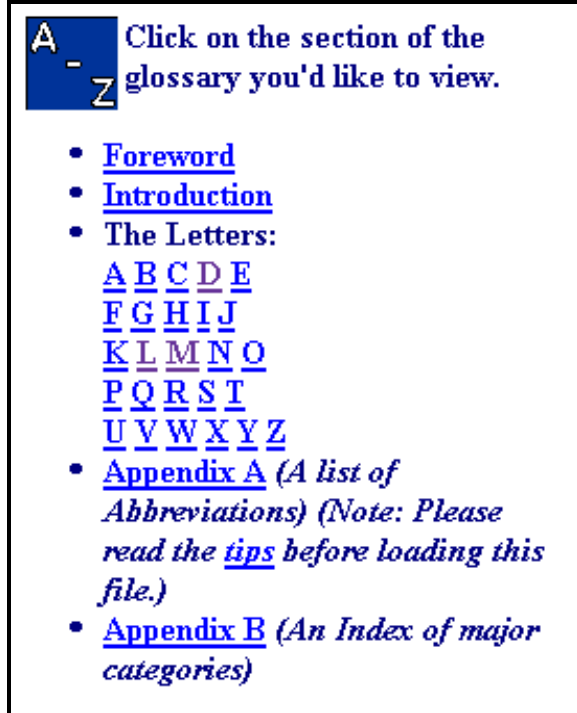 A - Z
Click on the section of the
glossary you'd like to view.
• Foreword
• Introduction
• The Letters:
A B C D E
F G H I J
K L M N O
P Q R S T
U V W X Y Z
• Appendix A (A list of
Abbreviations) (Note: Please
read the tips before loading this
file.)
• Appendix B (An Index of major
categories)